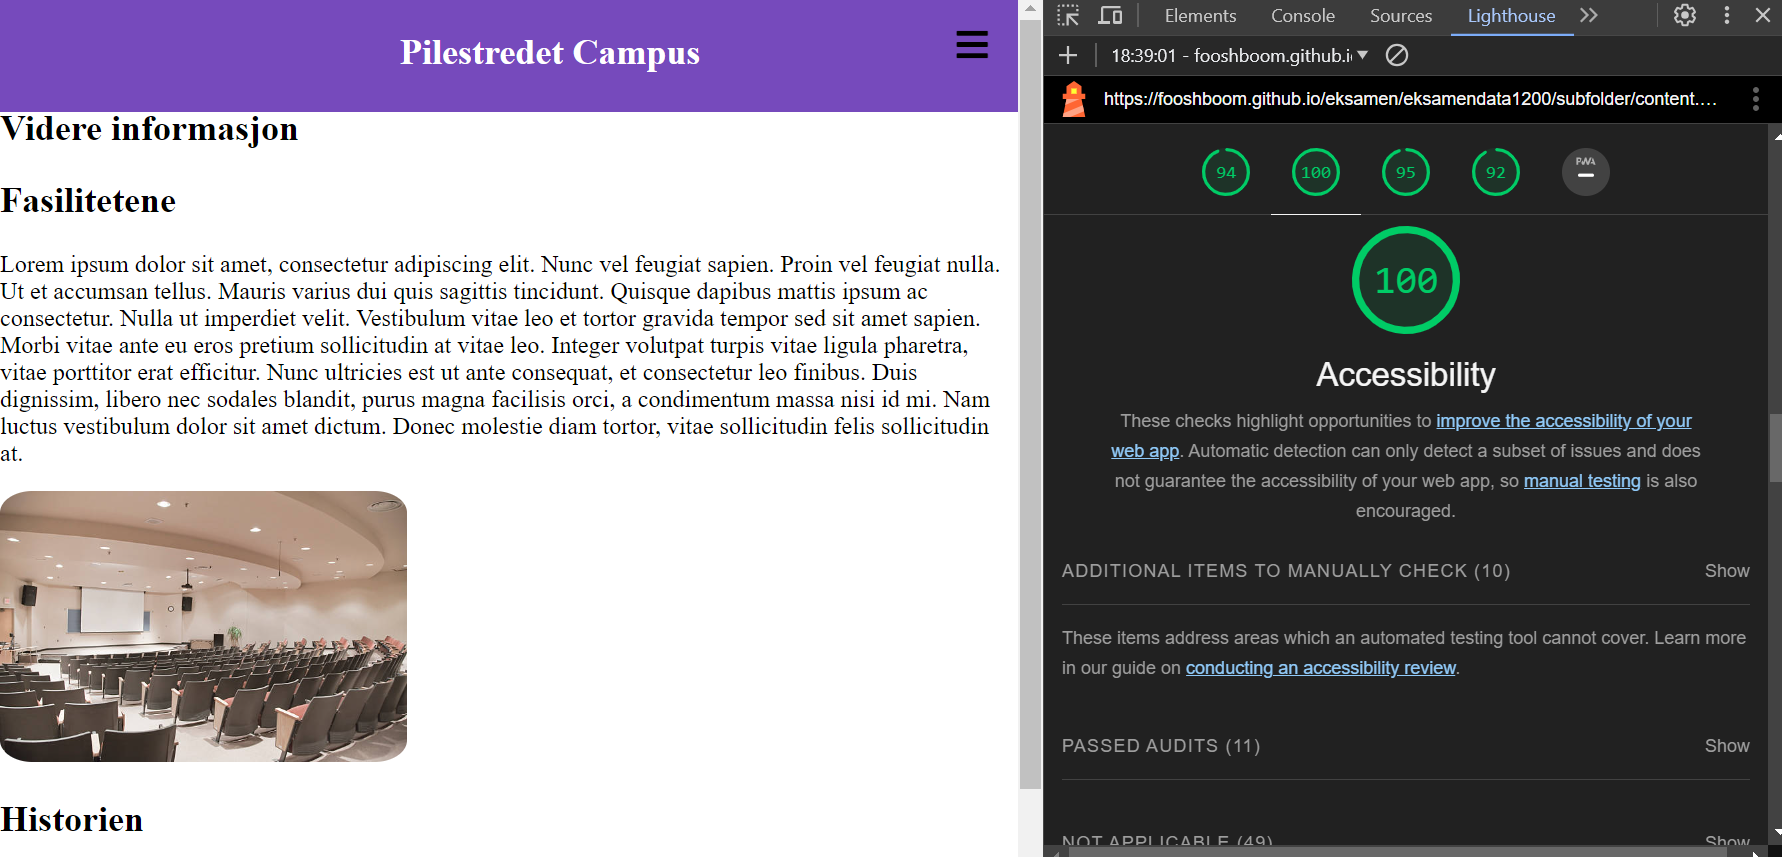 Pilestredet Campus
Videre informasjon
Fasilitetene
Lorem ipsum dolor sit amet, consectetur adipiscing elit. Nunc vel feugiat sapien. Proin vel feugiat nulla.
Ut et accumsan tellus. Mauris varius dui quis sagittis tincidunt. Quisque dapibus mattis ipsum ac
consectetur. Nulla ut imperdiet velit. Vestibulum vitae leo et tortor gravida tempor sed sit amet sapien.
Morbi vitae ante eu eros pretium sollicitudin at vitae leo. Integer volutpat turpis vitae ligula pharetra,
vitae porttitor erat efficitur. Nunc ultricies est ut ante consequat, et consectetur leo finibus. Duis
dignissim, libero nec sodales blandit, purus magna facilisis orci, a condimentum massa nisi id mi. Nam
luctus vestibulum dolor sit amet dictum. Donec molestie diam tortor, vitae sollicitudin felis sollicitudin
at.
Historien
Elements Console Sources Lighthouse
18:39:01 - fooshboom.github.i
https://fooshboom.github.io/eksamen/eksamendata1200/subfolder/content.…
94 100 95 92 PWA
100
Accessibility
These checks highlight opportunities to improve the accessibility of your
web app. Automatic detection can only detect a subset of issues and does
not guarantee the accessibility of your web app, so manual testing is also
encouraged.
ADDITIONAL ITEMS TO MANUALLY CHECK (10) Show
These items address areas which an automated testing tool cannot cover. Learn more
in our guide on conducting an accessibility review.
PASSED AUDITS (11) Show
NOT APPLICABLE (49) Show